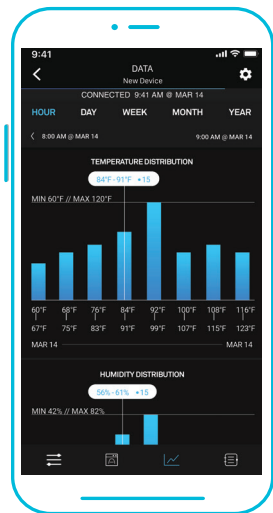 9:41
DATA
New Device
CONNECTED 9:41 AM @ MAR 14
HOUR DAY WEEK MONTH YEAR
8:00 AM @ MAR 14 9:00 AM @ MAR 14
TEMPERATURE DISTRIBUTION
84°F-91°F •15
MIN 60°F // MAX 120°F
60°F 68°F 76°F 84°F 92°F 100°F 108°F 116°F
67°F 75°F 83°F 91°F 99°F 107°F 115°F 123°F
MAR 14 MAR 14
HUMIDITY DISTRIBUTION
56%-61% •15
MIN 42% // MAX 82%